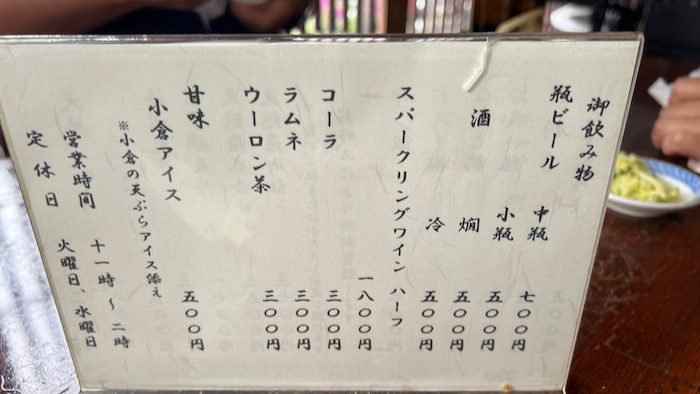 御飲み物
瓶ビール 中瓶 七〇〇円
小瓶 五〇〇円
酒 燗 五〇〇円
冷 五〇〇円
スパークリングワイン ハーフ
一八〇〇円
コーラ 三〇〇円
ラムネ 三〇〇円
ウーロン茶 三〇〇円
甘味
小倉アイス 五〇〇円
※小倉の天ぷらアイス添え
営業時間 十一時〜二時
定休日 火曜日、水曜日